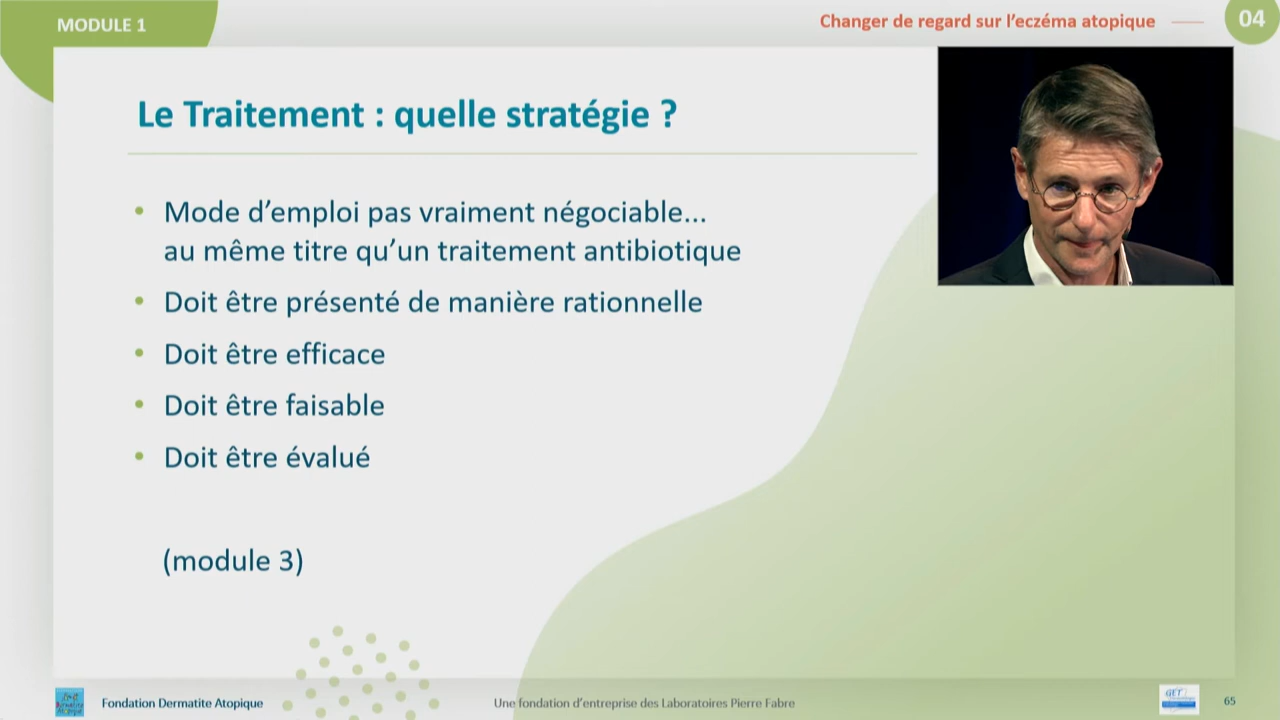 MODULE 1
Changer de regard sur l'eczéma atopique
04
Le Traitement : quelle stratégie ?
• Mode d'emploi pas vraiment négociable...
au même titre qu'un traitement antibiotique
• Doit être présenté de manière rationnelle
• Doit être efficace
• Doit être faisable
• Doit être évalué
(module 3)
Fondation Dermatite Atopique
Une fondation d'entreprise des Laboratoires Pierre Fabre
GET
65